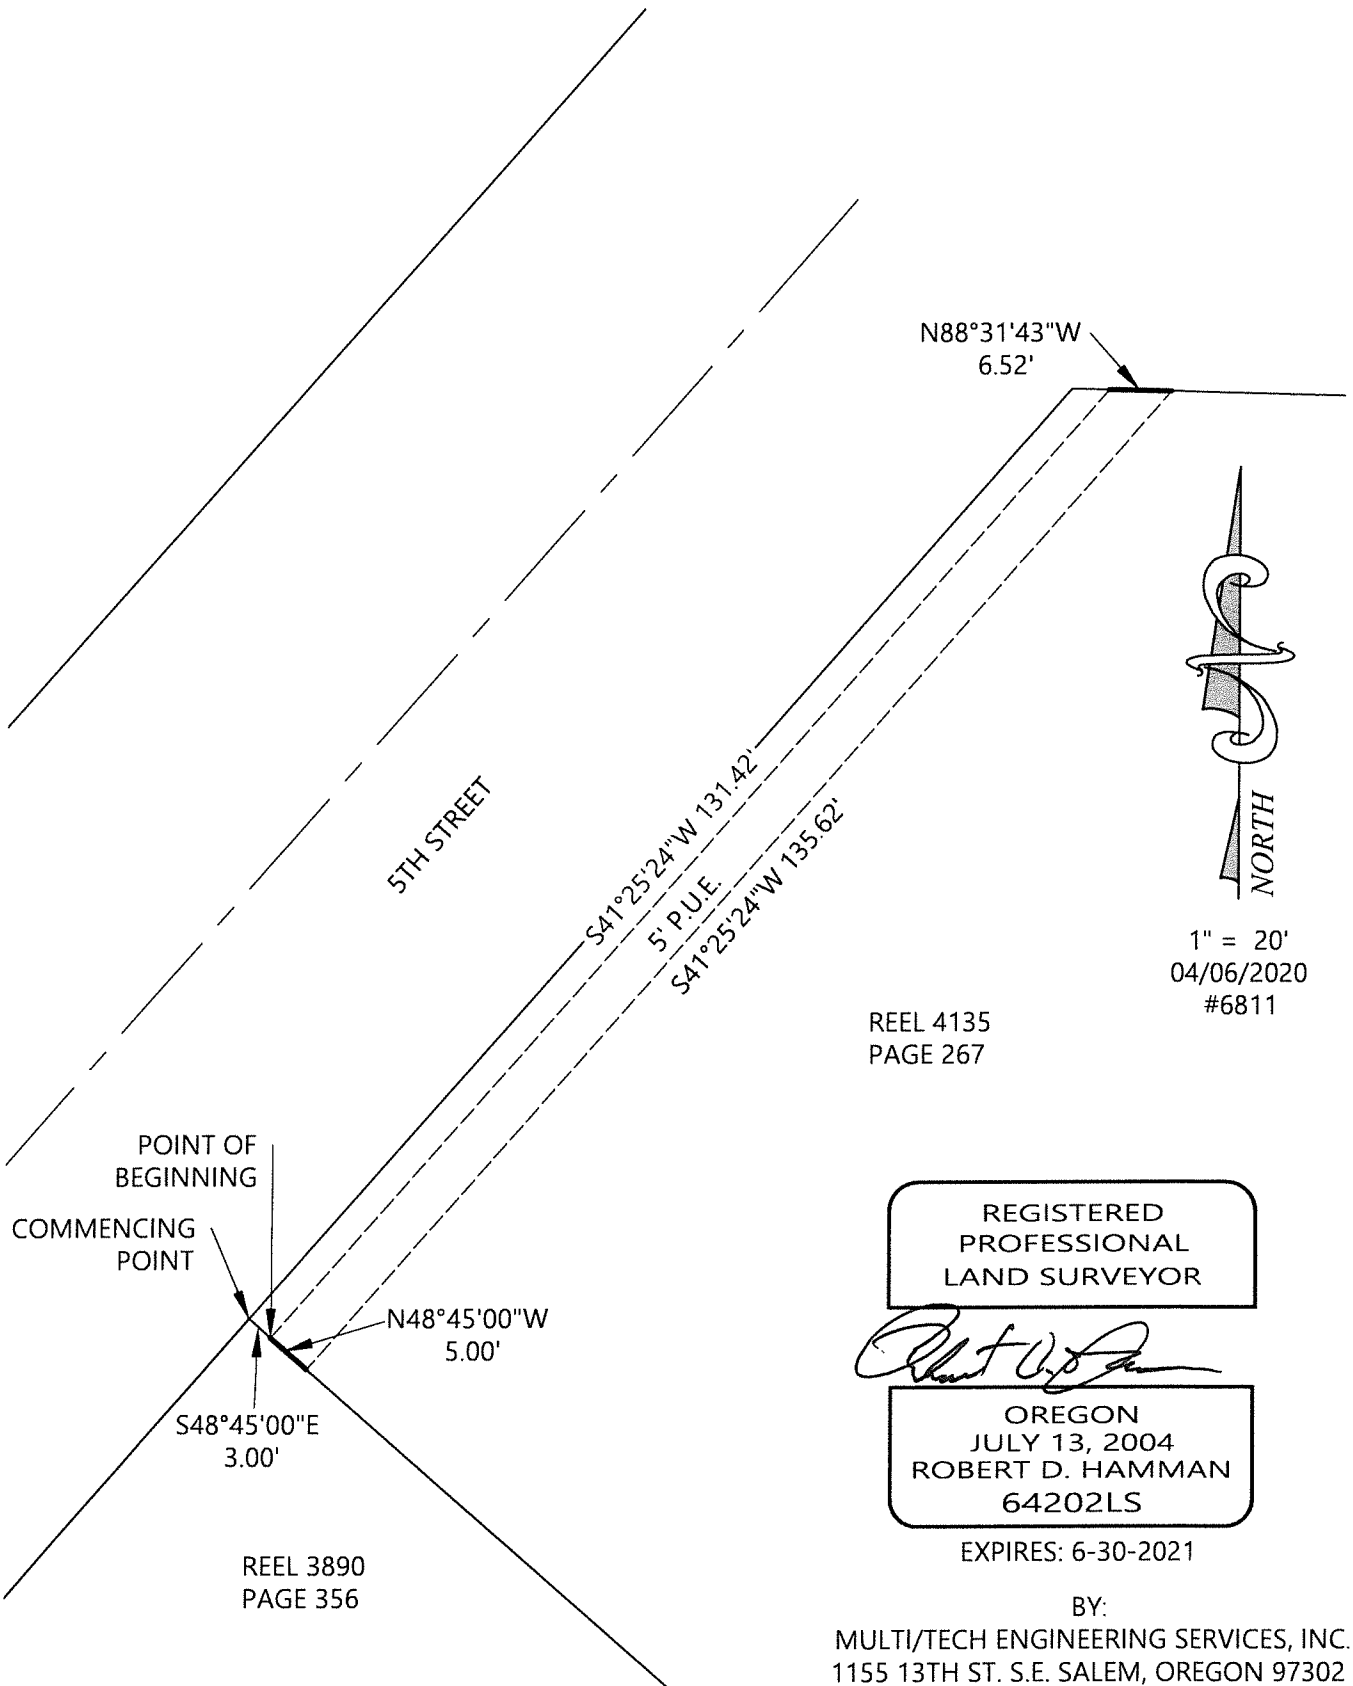 N88°31'43"W
6.52'
S41°25'24"W 131.42'
5TH STREET
5' P.U.E.
S41°25'24"W 135.62'
NORTH
1" = 20'
04/06/2020
#6811
REEL 4135
PAGE 267
POINT OF
BEGINNING
COMMENCING
POINT
N48°45'00"W
5.00'
S48°45'00"E
3.00'
REEL 3890
PAGE 356
REGISTERED
PROFESSIONAL
LAND SURVEYOR
OREGON
JULY 13, 2004
ROBERT D. HAMMAN
64202LS
EXPIRES: 6-30-2021
BY:
MULTI/TECH ENGINEERING SERVICES, INC.
1155 13TH ST. S.E. SALEM, OREGON 97302